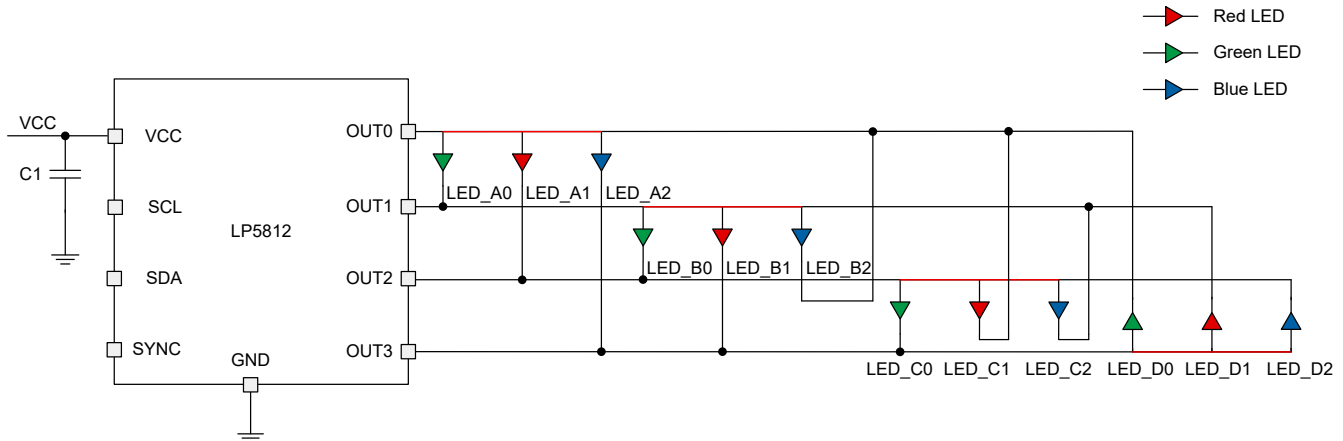 Red LED
Green LED
Blue LED
VCC
C1
VCC
SCL
SDA
SYNC
LP5812
GND
OUT0
OUT1
OUT2
OUT3
LED_A0
LED_A1
LED_A2
LED_B0
LED_B1
LED_B2
LED_C0
LED_C1
LED_C2
LED_D0
LED_D1
LED_D2